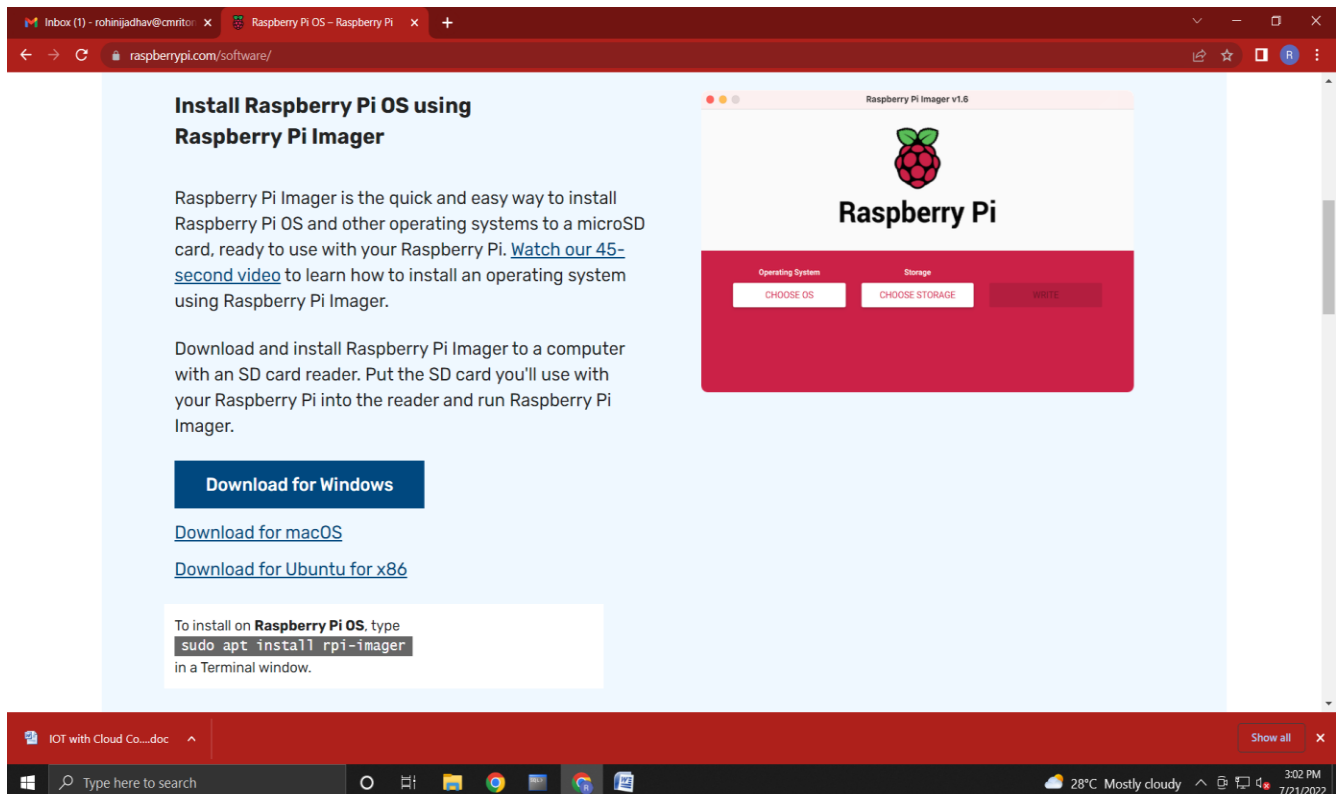 Inbox (1) - rohinijadhav@cmriton
Raspberry Pi OS – Raspberry Pi
raspberrypi.com/software/
R
Install Raspberry Pi OS using
Raspberry Pi Imager
Raspberry Pi Imager is the quick and easy way to install
Raspberry Pi OS and other operating systems to a microSD
card, ready to use with your Raspberry Pi. Watch our 45-
second video to learn how to install an operating system
using Raspberry Pi Imager.
Download and install Raspberry Pi Imager to a computer
with an SD card reader. Put the SD card you'll use with
your Raspberry Pi into the reader and run Raspberry Pi
Imager.
Download for Windows
Download for macOS
Download for Ubuntu for x86
To install on Raspberry Pi OS, type
sudo apt install rpi-imager
in a Terminal window.
Raspberry Pi Imager v1.6
Raspberry Pi
Operating System
Storage
CHOOSE OS
CHOOSE STORAGE
WRITE
IOT with Cloud Co....doc
Show all
Type here to search
28°C Mostly cloudy
3:02 PM
7/21/2022